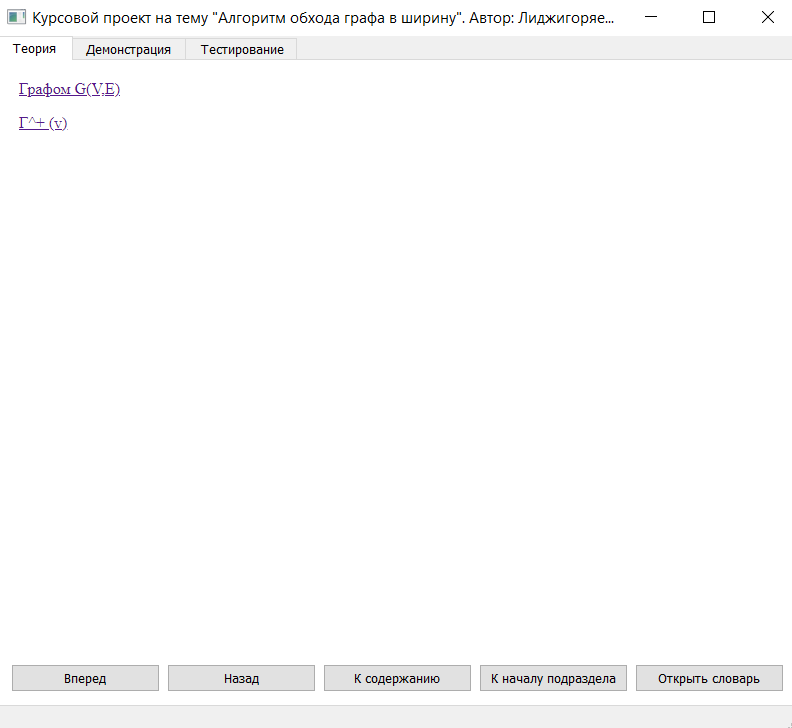 Курсовой проект на тему "Алгоритм обхода графа в ширину". Автор: Лиджигоряе...
Теория Демонстрация Тестирование
Графом G(V,E)
Г^+ (v)
Вперед Назад К содержанию К началу подраздела Открыть словарь